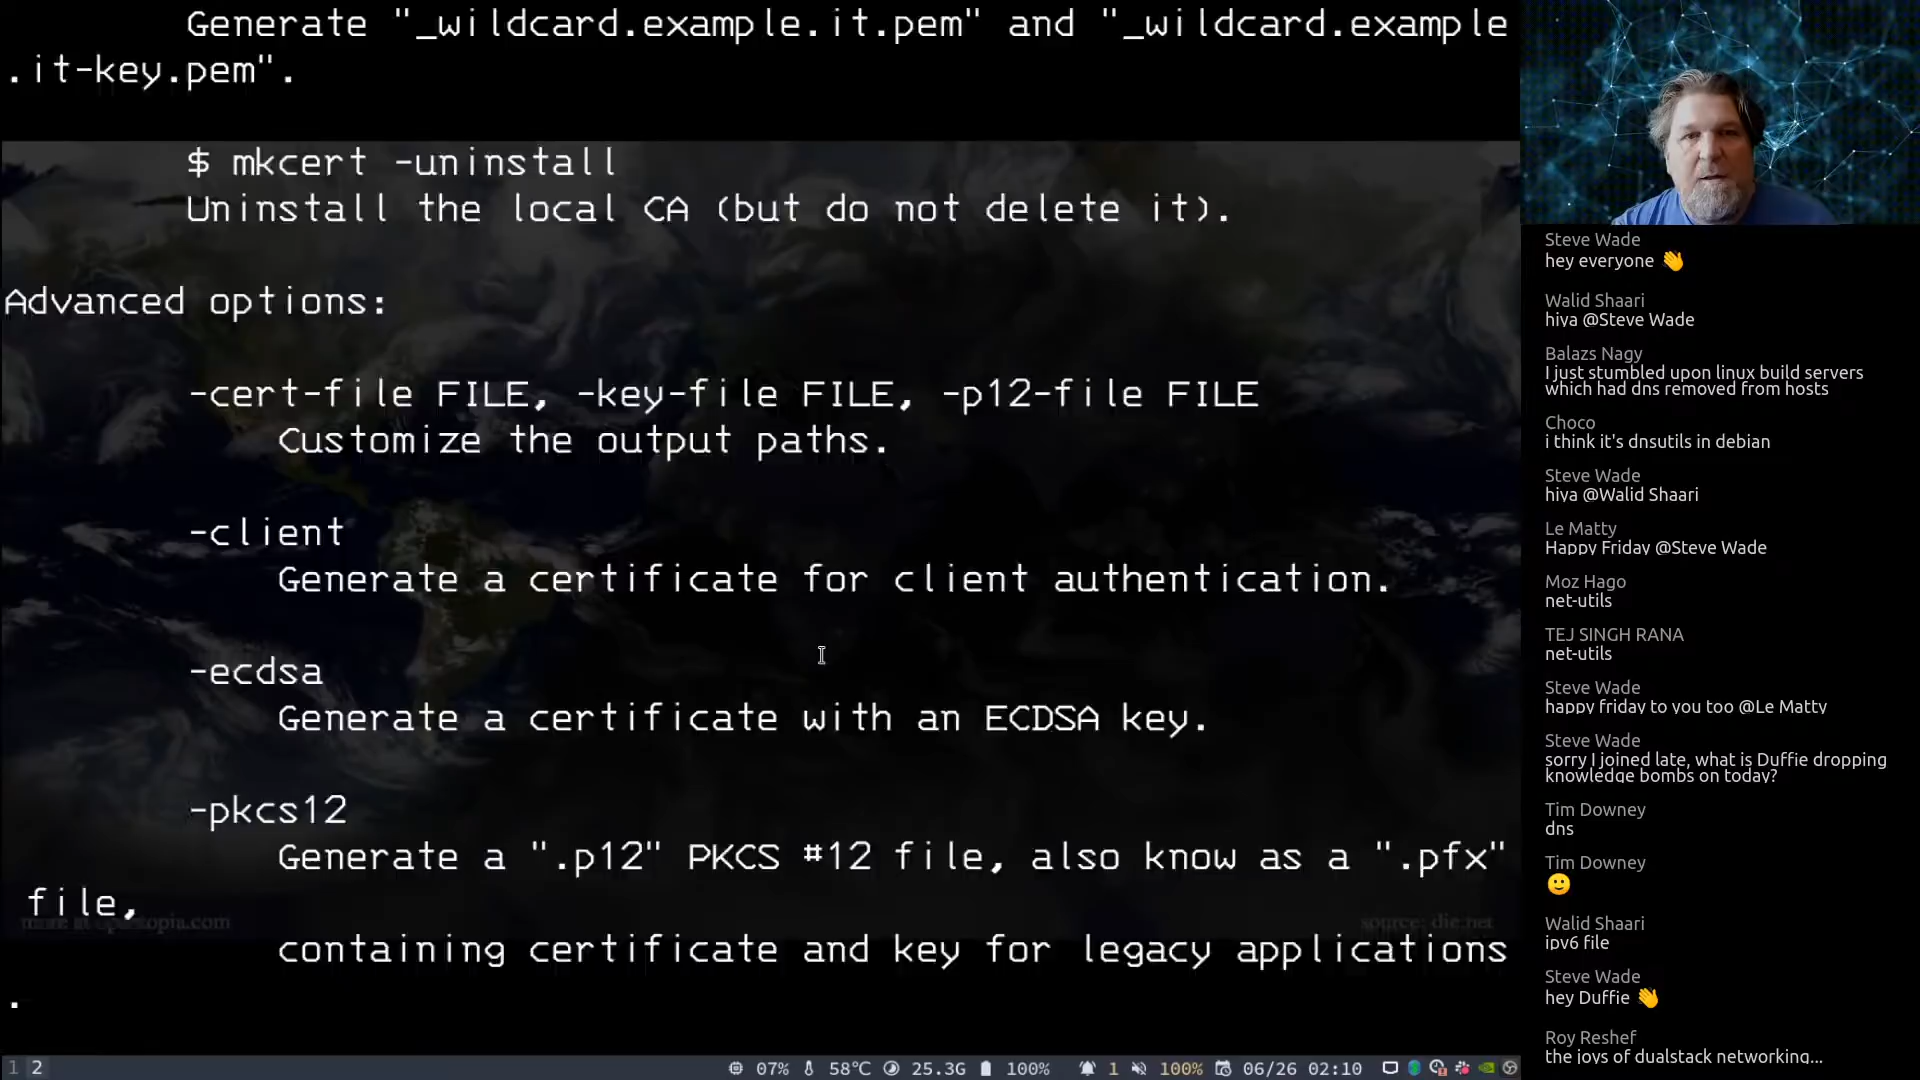 Generate "_wildcard.example.it.pem" and "_wildcard.example
.it-key.pem".
$ mkcert -uninstall
Uninstall the local CA (but do not delete it).
Advanced options:
-cert-file FILE, -key-file FILE, -p12-file FILE
Customize the output paths.
-client
Generate a certificate for client authentication.
-ecdsa
Generate a certificate with an ECDSA key.
-pkcs12
Generate a ".p12" PKCS #12 file, also know as a ".pfx"
file,
source: die.net
containing certificate and key for legacy applications
.
1 2
07% 58°C 25.3G 100% 1 100% 06/26 02:10
Steve Wade
hey everyone 👋
Walid Shaari
hiya @Steve Wade
Balazs Nagy
I just stumbled upon linux build servers
which had dns removed from hosts
Choco
i think it's dnsutils in debian
Steve Wade
hiya @Walid Shaari
Le Matty
Happy Friday @Steve Wade
Moz Hago
net-utils
TEJ SINGH RANA
net-utils
Steve Wade
happy friday to you too @Le Matty
Steve Wade
sorry I joined late, what is Duffie dropping
knowledge bombs on today?
Tim Downey
dns
Tim Downey
🙂
Walid Shaari
ipv6 file
Steve Wade
hey Duffie 👋
Roy Reshef
the joys of dualstack networking...